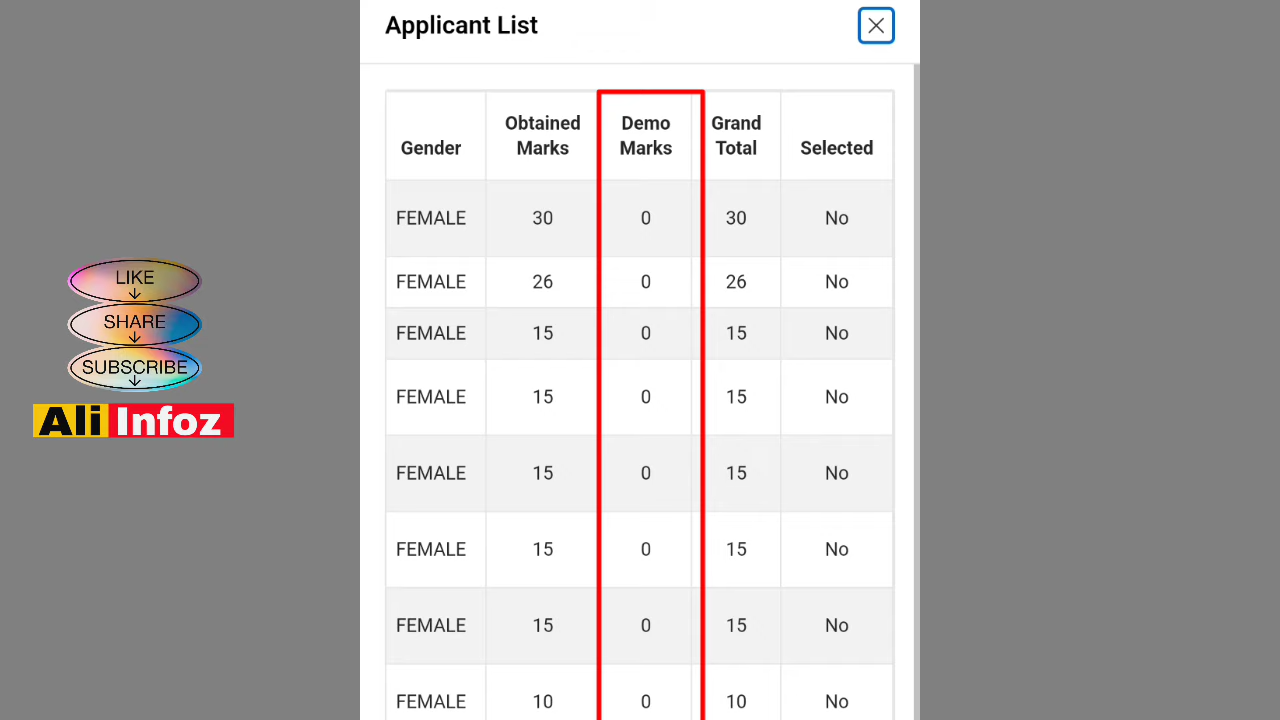 Applicant List
Gender Obtained Marks Demo Marks Grand Total Selected
FEMALE 30 0 30 No
FEMALE 26 0 26 No
FEMALE 15 0 15 No
FEMALE 15 0 15 No
FEMALE 15 0 15 No
FEMALE 15 0 15 No
FEMALE 15 0 15 No
FEMALE 10 0 10 No
LIKE
SHARE
SUBSCRIBE
Ali Infoz